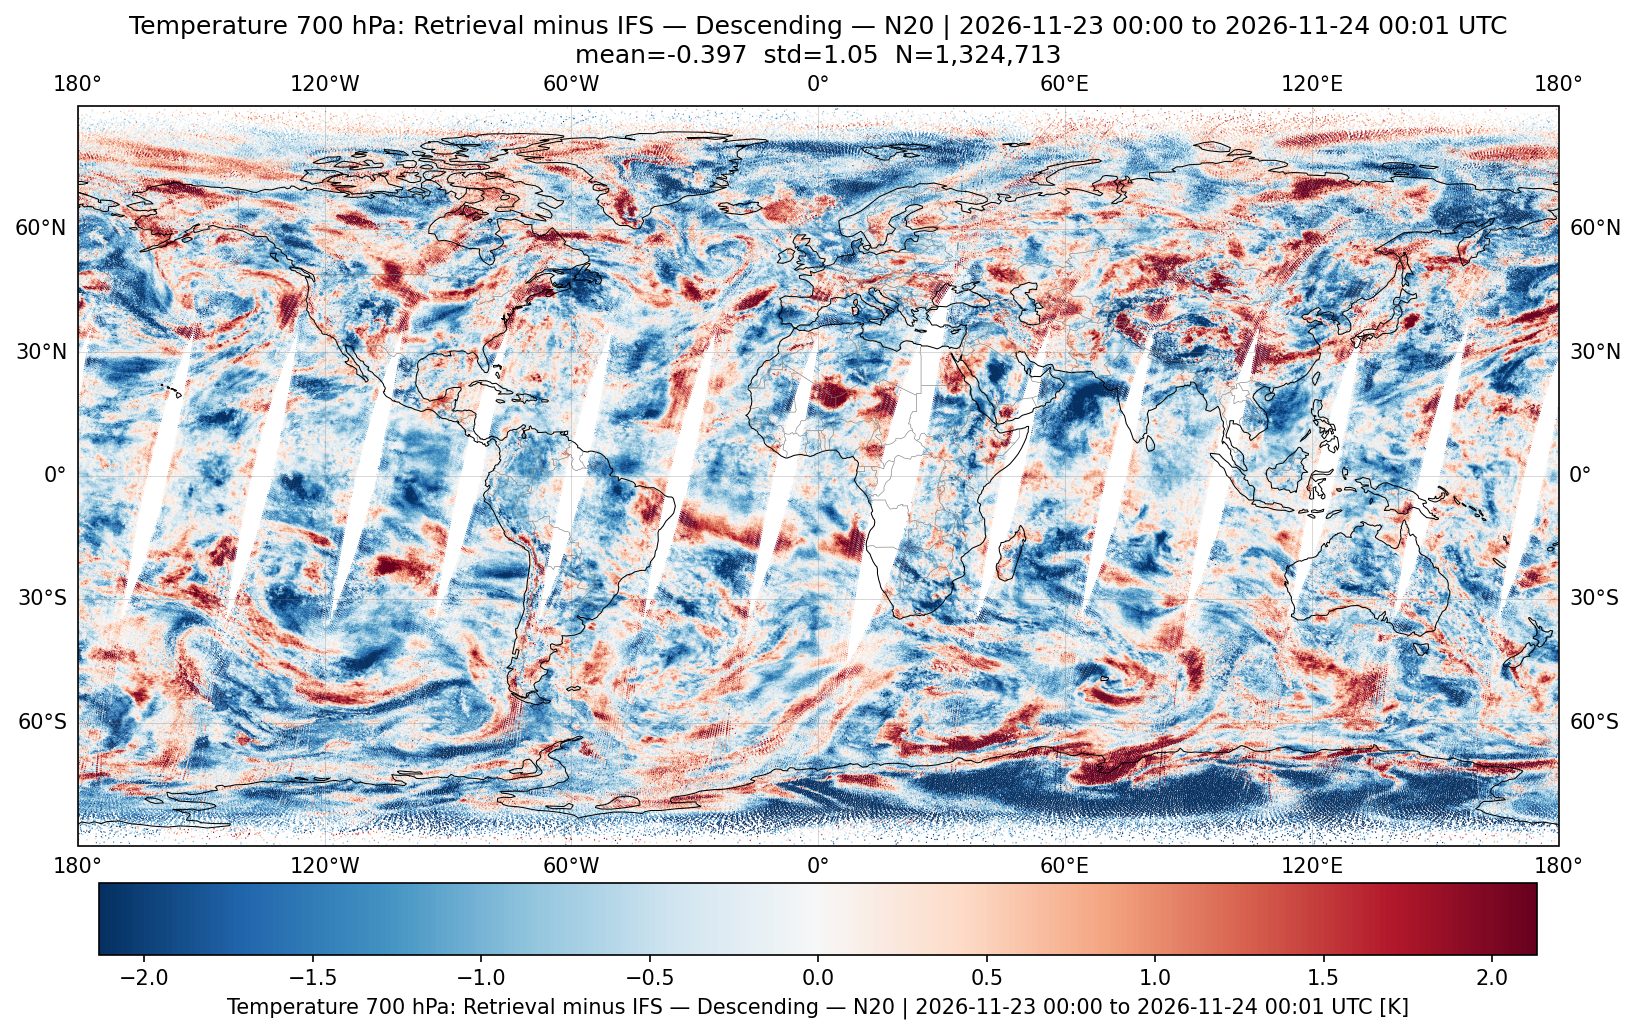 Temperature 700 hPa: Retrieval minus IFS — Descending — N20 | 2026-11-23 00:00 to 2026-11-24 00:01 UTC
mean=-0.397  std=1.05  N=1,324,713
180° 120°W 60°W 0° 60°E 120°E 180°
60°N 60°N
30°N 30°N
0° 0°
30°S 30°S
60°S 60°S
180° 120°W 60°W 0° 60°E 120°E 180°
−2.0 −1.5 −1.0 −0.5 0.0 0.5 1.0 1.5 2.0
Temperature 700 hPa: Retrieval minus IFS — Descending — N20 | 2026-11-23 00:00 to 2026-11-24 00:01 UTC [K]